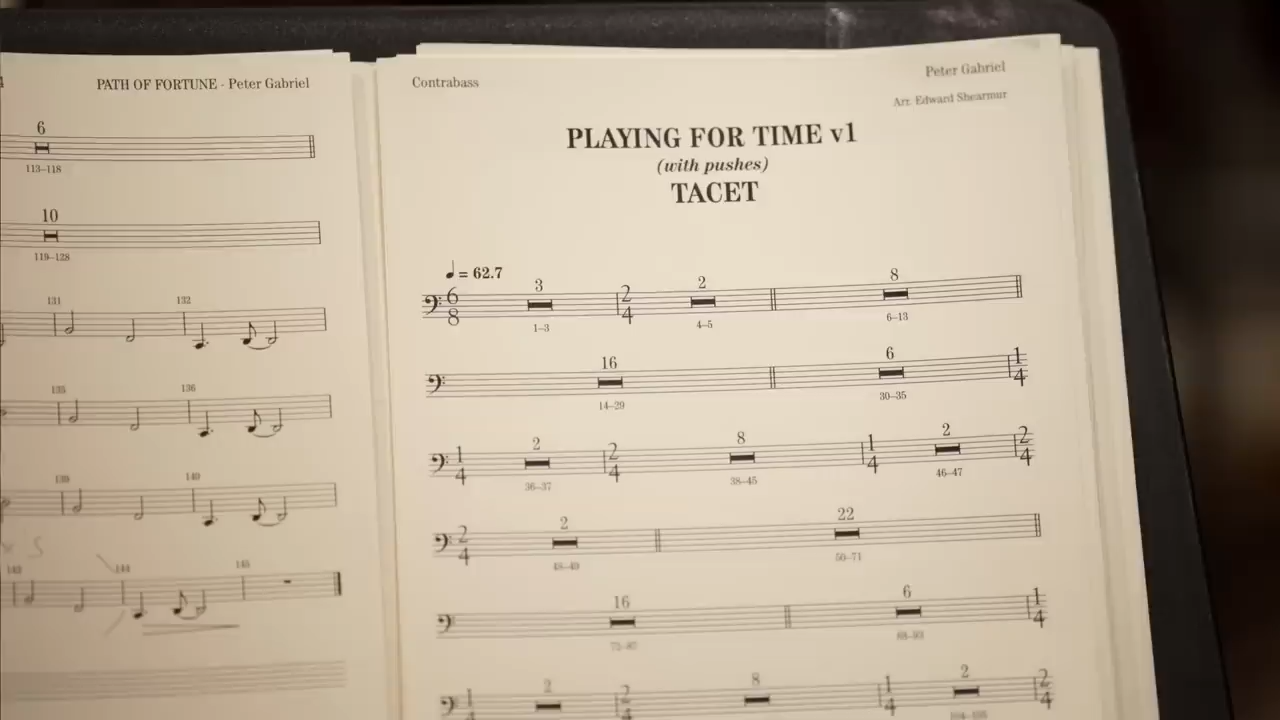 4
PATH OF FORTUNE - Peter Gabriel
6
113–118
10
119–128
131 132
135 136
139 140
143 144 145
Contrabass
Peter Gabriel
Arr. Edward Shearmur
PLAYING FOR TIME v1
(with pushes)
TACET
= 62.7
6 8 3 2 4 2 8
1–3 4–5 6–13
16 6 1 4
14–29 30–35
1 4 2 2 4 8 1 4 2 2 4
36–37 38–45 46–47
2 4 2 22
48–49 50–71
16 6 1 4
72–87 88–93
1 4 2 2 4 8 1 4 2 2 4